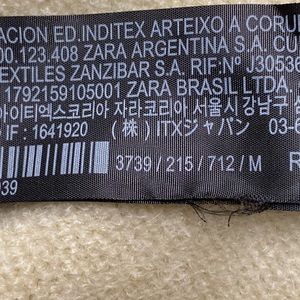 ACION ED.INDITEX ARTEIXO A CORU
00.123.408 ZARA ARGENTINA S.A. CU
EXTILES ZANZIBAR S.A. RIF:Nº J30536
1792159105001 ZARA BRASIL LTDA.
아이티엑스코리아 자라코리아 서울시 강남구
F : 1641920 (株) ITXジャパン 03-6
3739 / 215 / 712 / M R
939